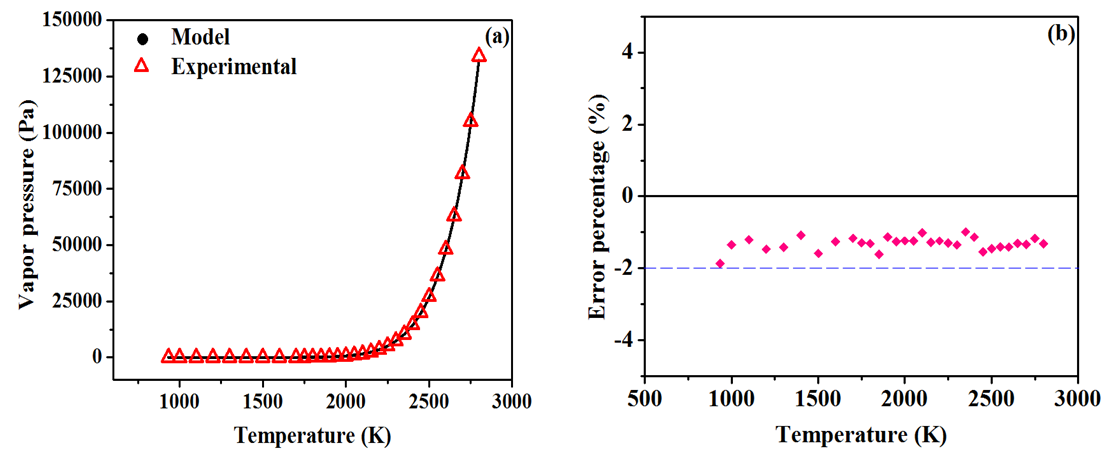 (a)
Model
Experimental
150000
125000
100000
75000
50000
25000
0
Vapor pressure (Pa)
1000 1500 2000 2500 3000
Temperature (K)
(b)
4
2
0
-2
-4
Error percentage (%)
500 1000 1500 2000 2500 3000
Temperature (K)